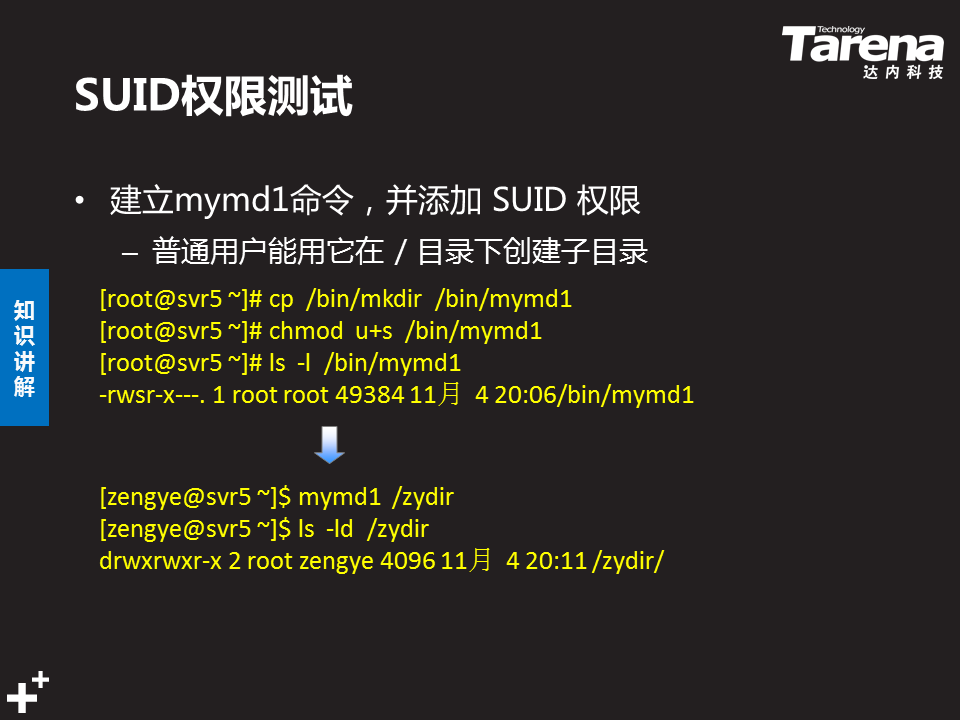 Technology
Tarena
达内科技
SUID权限测试
• 建立mymd1命令，并添加 SUID 权限
– 普通用户能用它在 / 目录下创建子目录
知识讲解
[root@svr5 ~]# cp /bin/mkdir /bin/mymd1
[root@svr5 ~]# chmod u+s /bin/mymd1
[root@svr5 ~]# ls -l /bin/mymd1
-rwsr-x---. 1 root root 49384 11月 4 20:06/bin/mymd1
[zengye@svr5 ~]$ mymd1 /zydir
[zengye@svr5 ~]$ ls -ld /zydir
drwxrwxr-x 2 root zengye 4096 11月 4 20:11 /zydir/